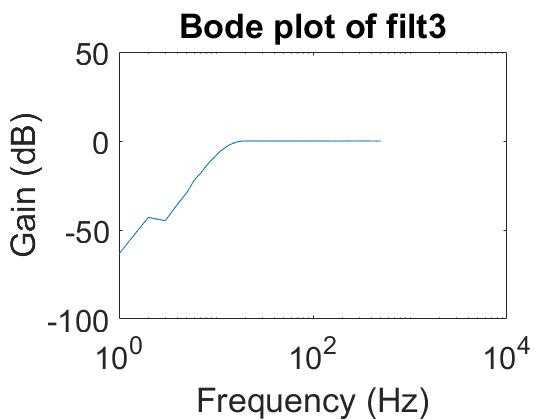 Bode plot of filt3
50
0
-50
-100
Gain (dB)
10^0 10^2 10^4
Frequency (Hz)